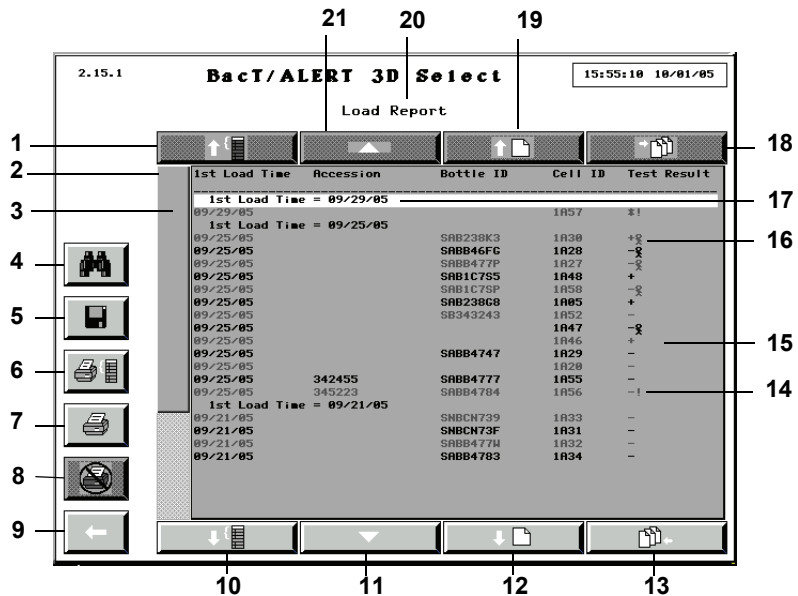 21
20
19
2.15.1 BacT/ALERT 3D Select 15:55:10 10/01/05
Load Report
1
18
2
1st Load Time Accession Bottle ID Cell ID Test Result
3
1st Load Time = 09/29/05
17
09/29/05 1A57 ‡!
1st Load Time = 09/25/05
09/25/05 SAB238K3 1A30 +
16
09/25/05 SABB46FG 1A28 -
4
09/25/05 SABB477P 1A27 -
09/25/05 SAB1C7S5 1A48 +
09/25/05 SAB1C7SP 1A58 -
09/25/05 SAB238G8 1A05 +
5
09/25/05 SB343243 1A52 -
09/25/05 1A47 -
09/25/05 1A46 +
15
09/25/05 SABB4747 1A29 -
6
09/25/05 1A20 -
09/25/05 342455 SABB4777 1A55 -
09/25/05 345223 SABB4784 1A56 -!
14
1st Load Time = 09/21/05
09/21/05 SNBCN739 1A33 -
7
09/21/05 SNBCN73F 1A31 -
09/21/05 SABB477W 1A32 -
09/21/05 SABB4783 1A34 -
8
9
10
11
12
13